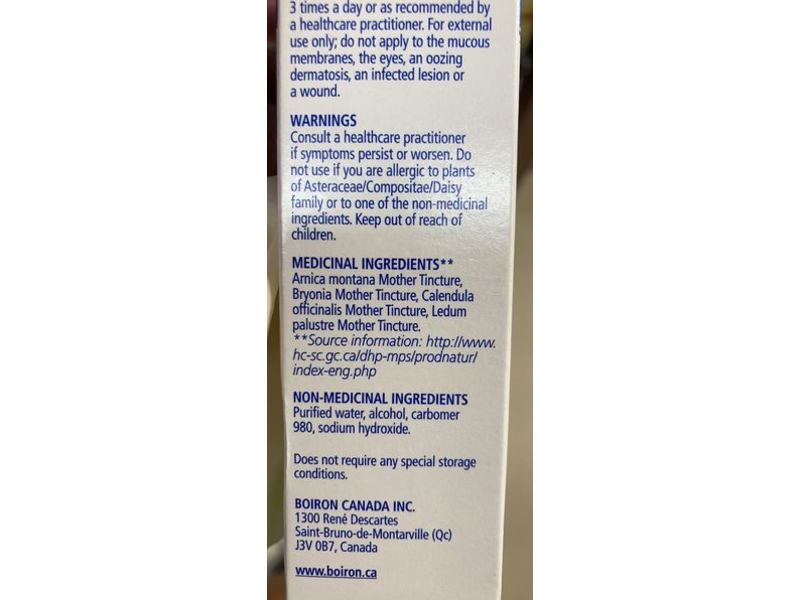 3 times a day or as recommended by
a healthcare practitioner. For external
use only; do not apply to the mucous
membranes, the eyes, an oozing
dermatosis, an infected lesion or
a wound.
WARNINGS
Consult a healthcare practitioner
if symptoms persist or worsen. Do
not use if you are allergic to plants
of Asteraceae/Compositae/Daisy
family or to one of the non-medicinal
ingredients. Keep out of reach of
children.
MEDICINAL INGREDIENTS**
Arnica montana Mother Tincture,
Bryonia Mother Tincture, Calendula
officinalis Mother Tincture, Ledum
palustre Mother Tincture.
**Source information: http://www.
hc-sc.gc.ca/dhp-mps/prodnatur/
index-eng.php
NON-MEDICINAL INGREDIENTS
Purified water, alcohol, carbomer
980, sodium hydroxide.
Does not require any special storage
conditions.
BOIRON CANADA INC.
1300 René Descartes
Saint-Bruno-de-Montarville (Qc)
J3V 0B7, Canada
www.boiron.ca